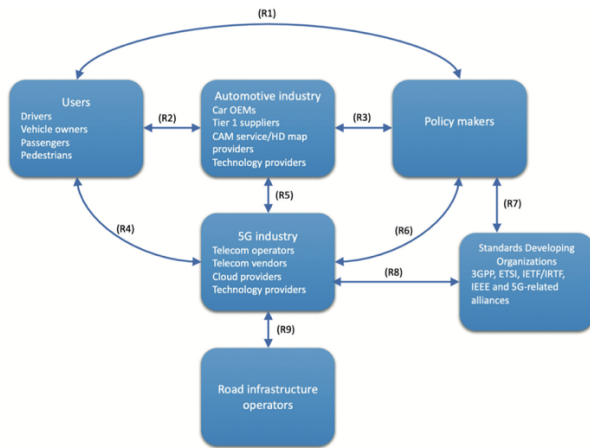 (R1)
Users
Drivers
Vehicle owners
Passengers
Pedestrians
(R2)
Automotive industry
Car OEMs
Tier 1 suppliers
CAM service/HD map
providers
Technology providers
(R3)
Policy makers
(R4)
(R5)
(R6)
(R7)
5G industry
Telecom operators
Telecom vendors
Cloud providers
Technology providers
(R8)
Standards Developing
Organizations
3GPP, ETSI, IETF/IRTF,
IEEE and 5G-related
alliances
(R9)
Road infrastructure
operators